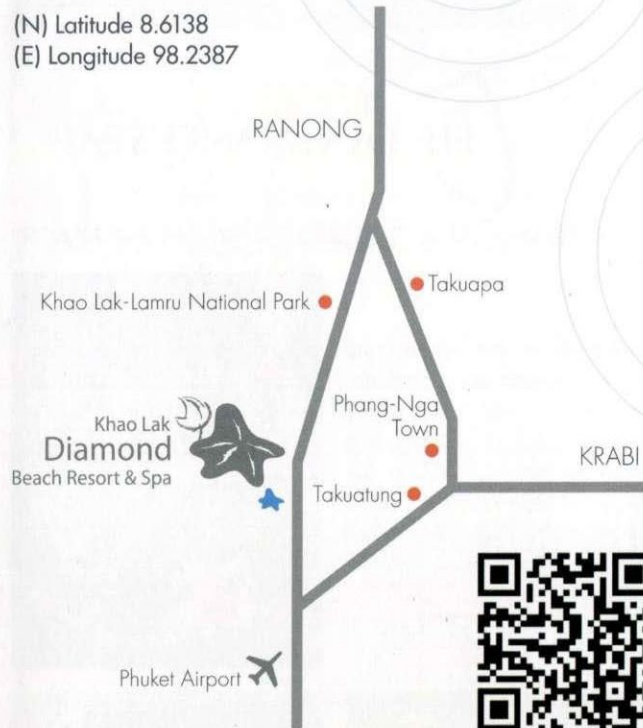 (N) Latitude 8.6138
(E) Longitude 98.2387
RANONG
Khao Lak-Lamru National Park
Takuapa
Khao Lak
Diamond
Beach Resort & Spa
Phang-Nga
Town
Takuatung
KRABI
Phuket Airport